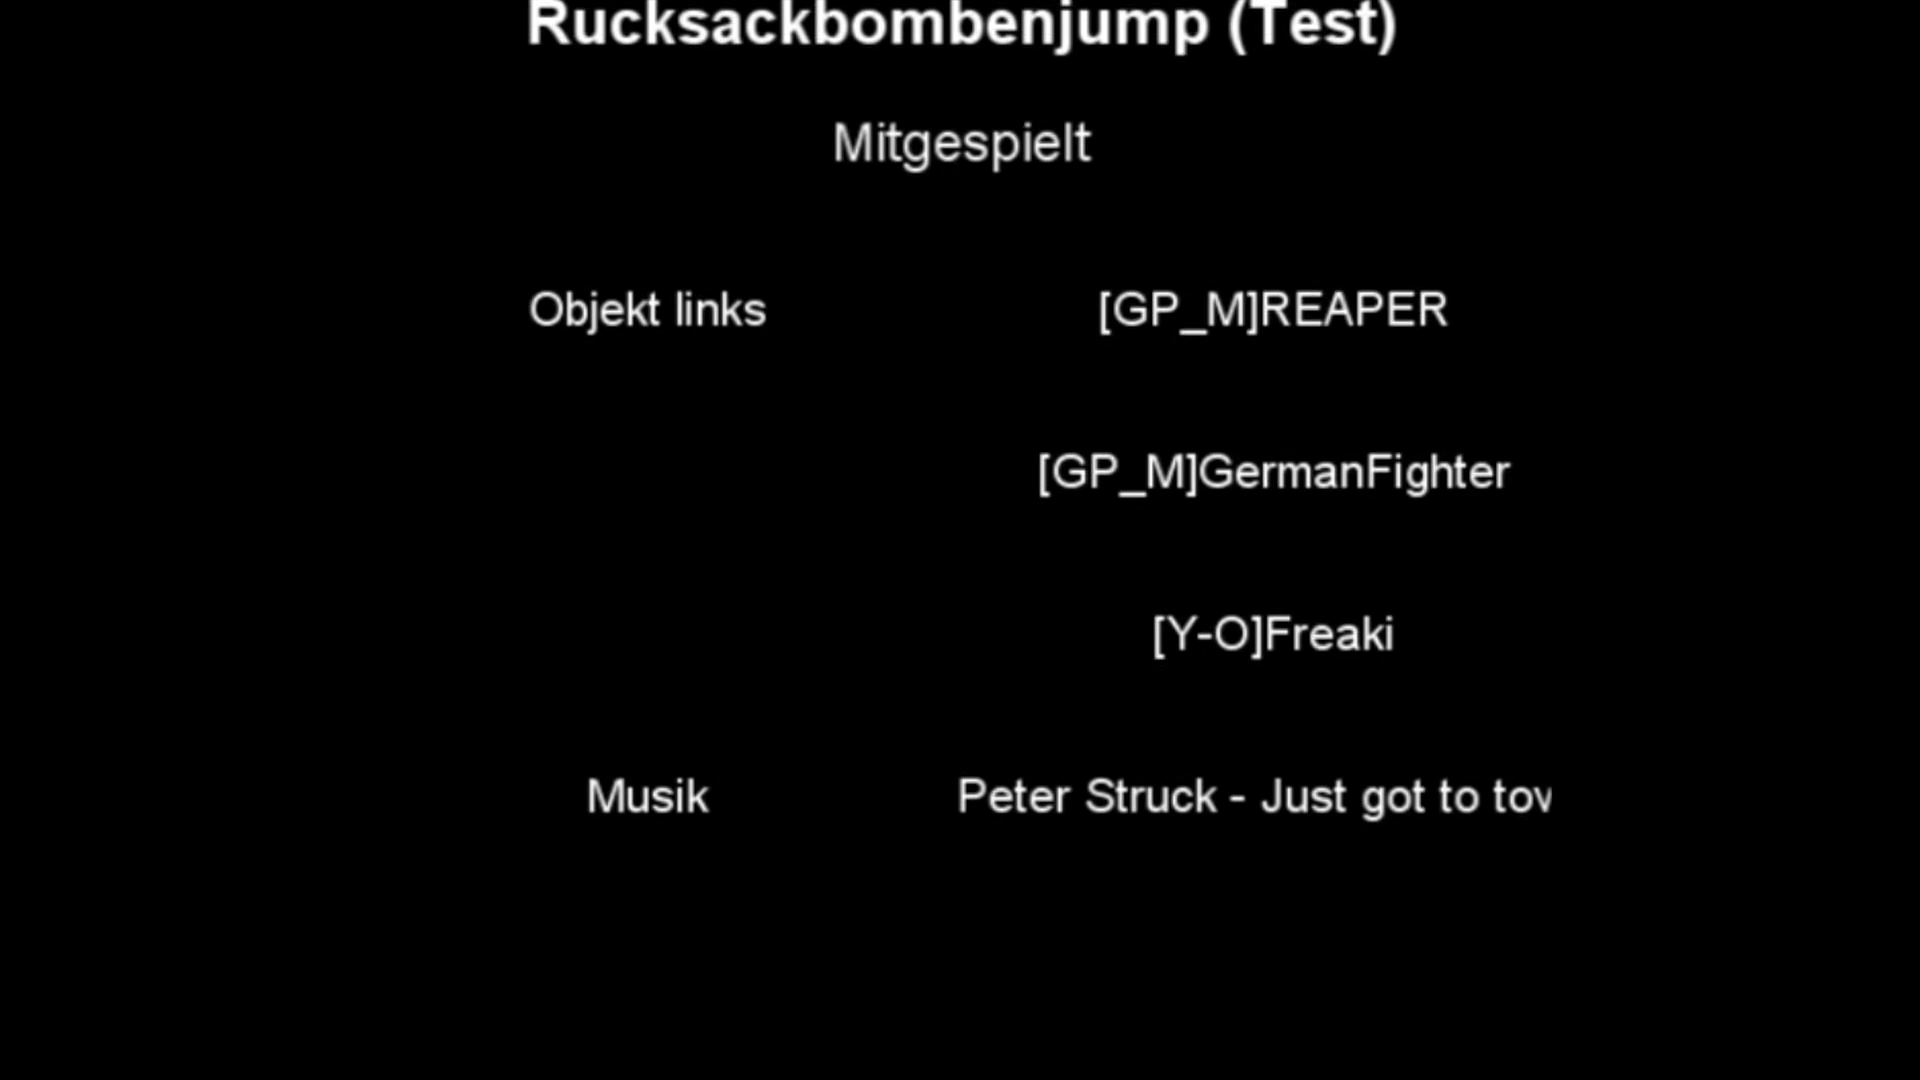 Rucksackbombenjump (Test)
Mitgespielt
Objekt links [GP_M]REAPER
[GP_M]GermanFighter
[Y-O]Freaki
Musik Peter Struck - Just got to